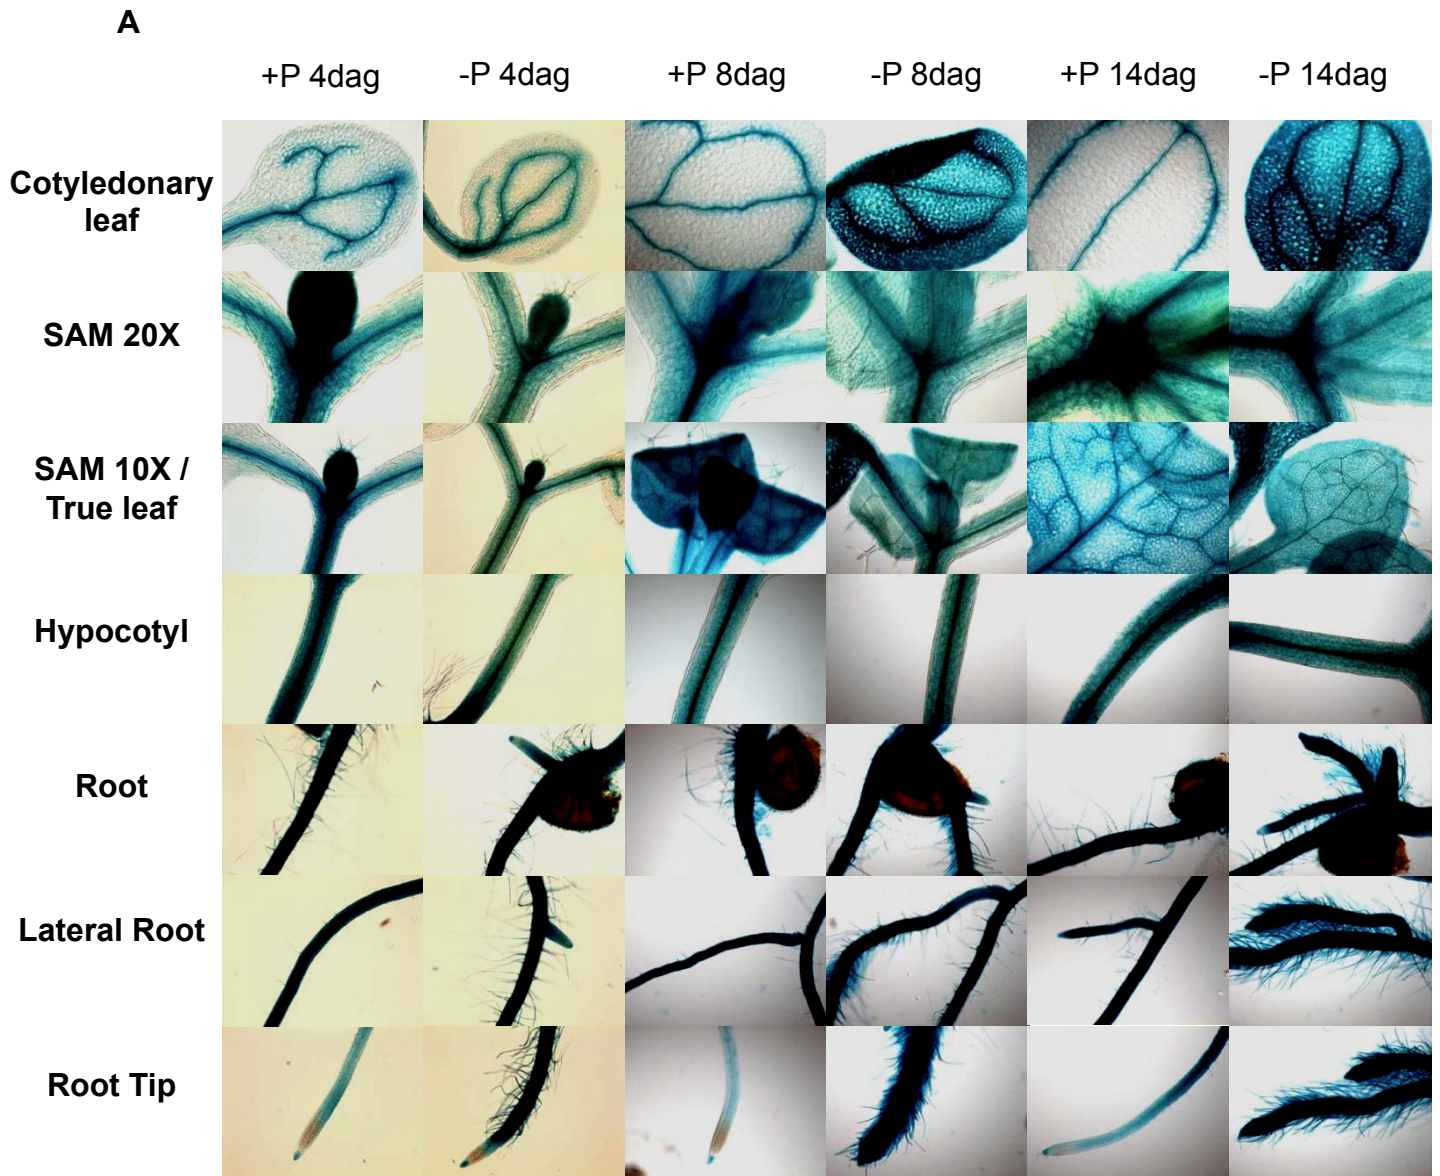 A
+P 4dag
-P 4dag
+P 8dag
-P 8dag
+P 14dag
-P 14dag
Cotyledonary
leaf
SAM 20X
SAM 10X /
True leaf
Hypocotyl
Root
Lateral Root
Root Tip